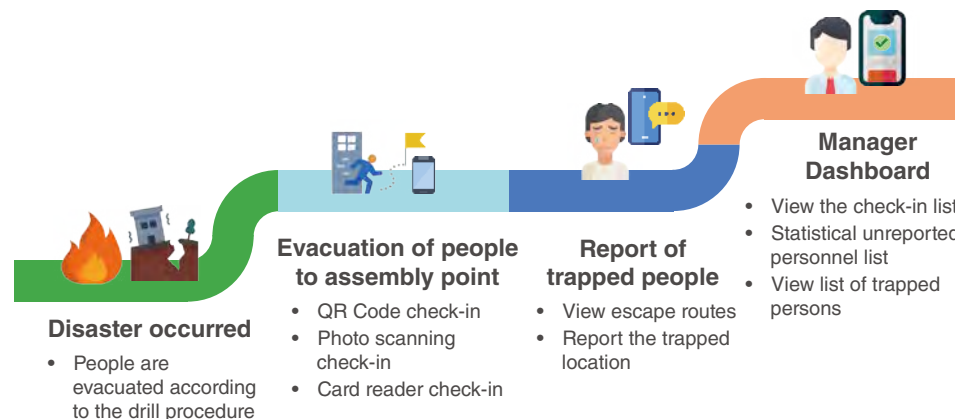 Disaster occurred
• People are
evacuated according
to the drill procedure
Evacuation of people
to assembly point
• QR Code check-in
• Photo scanning
check-in
• Card reader check-in
Report of
trapped people
• View escape routes
• Report the trapped
location
Manager
Dashboard
• View the check-in list
• Statistical unreported
personnel list
• View list of trapped
persons